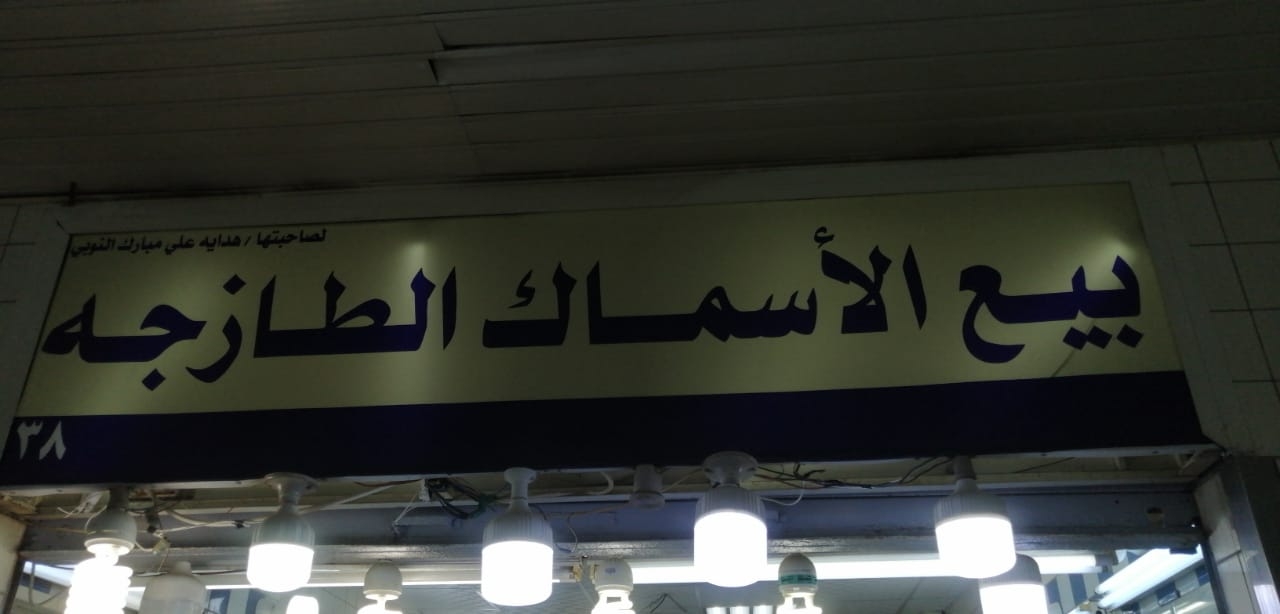 لصاحبتها / هدايه علي مبارك النوبي
بيع الأسماك الطازجه
٣٨